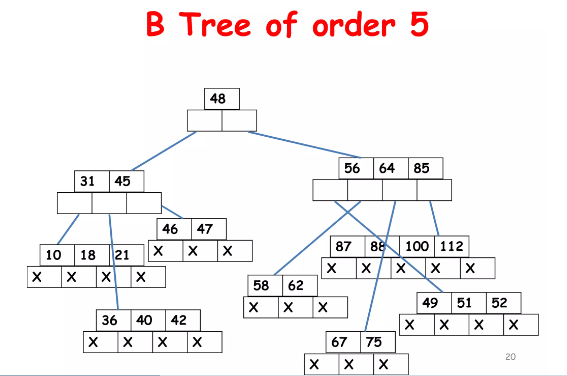 B Tree of order 5
48
56 64 85
31 45
46 47
87 88 100 112
10 18 21
X X X
X X X X X
X X X X
58 62
49 51 52
X X X
36 40 42
X X X X
67 75
X X X X
20
X X X